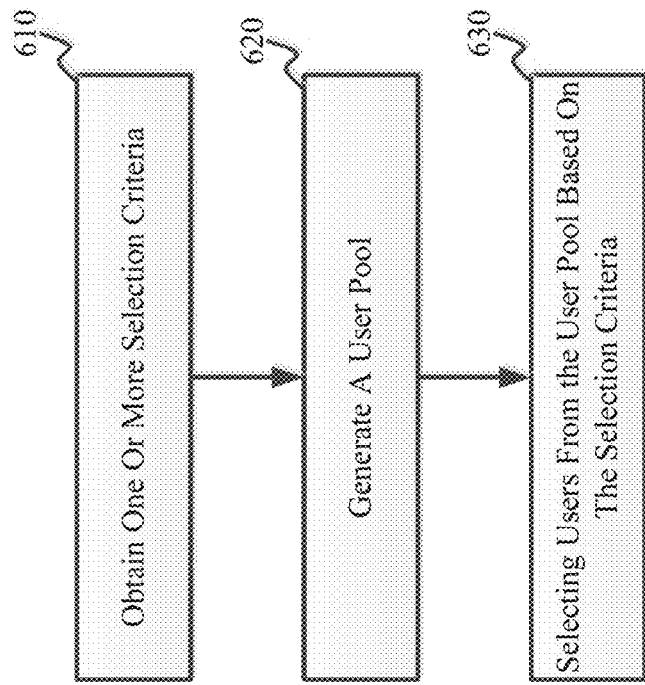 610
Obtain One Or More Selection Criteria
620
Generate A User Pool
630
Selecting Users From the User Pool Based On
The Selection Criteria